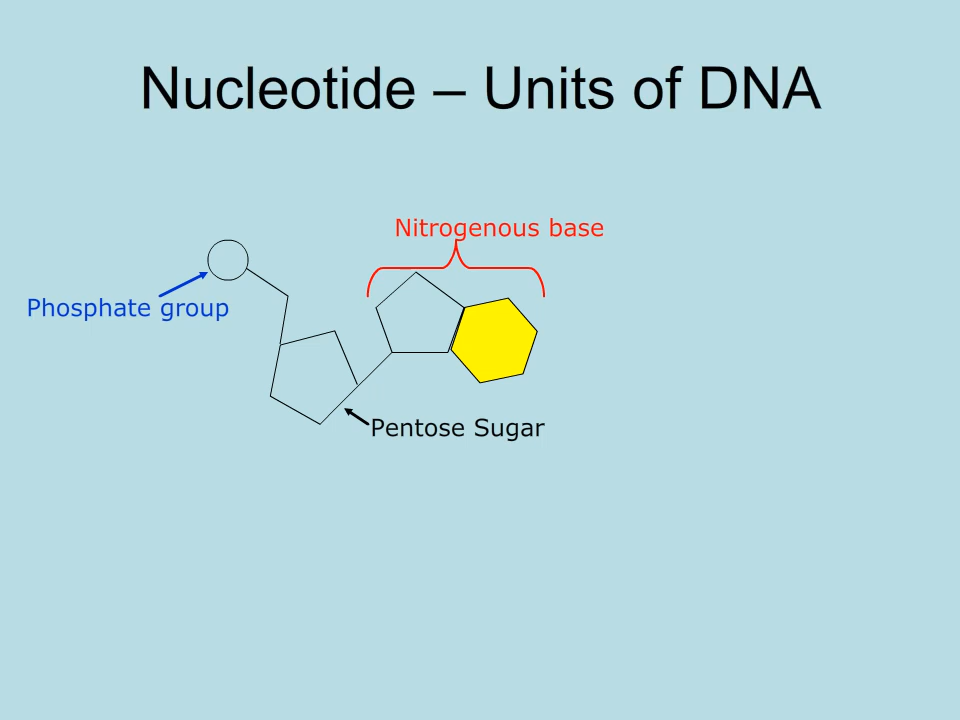 Nucleotide – Units of DNA
Nitrogenous base
Phosphate group
Pentose Sugar